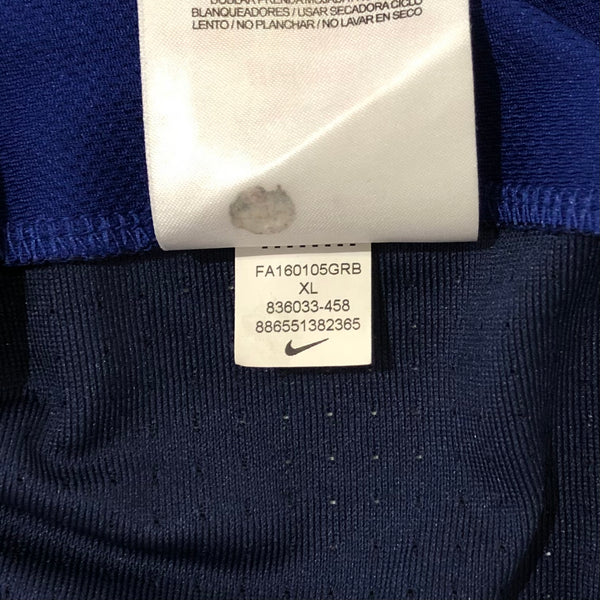 DOBLAR PRENDA MOJADA
BLANQUEADORES / USAR SECADORA CICLO
LENTO / NO PLANCHAR / NO LAVAR EN SECO
FA160105GRB
XL
836033-458
886551382365